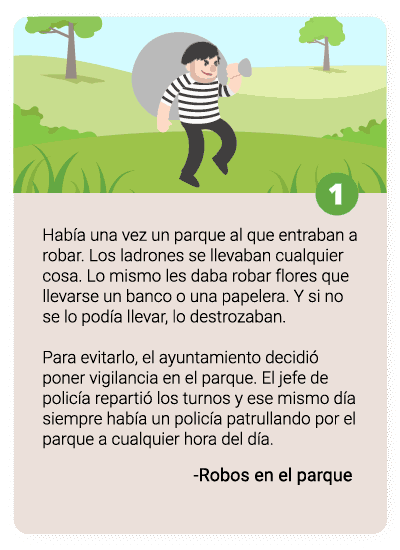 1
Había una vez un parque al que entraban a
robar. Los ladrones se llevaban cualquier
cosa. Lo mismo les daba robar flores que
llevarse un banco o una papelera. Y si no
se lo podía llevar, lo destrozaban.
Para evitarlo, el ayuntamiento decidió
poner vigilancia en el parque. El jefe de
policía repartió los turnos y ese mismo día
siempre había un policía patrullando por el
parque a cualquier hora del día.
-Robos en el parque